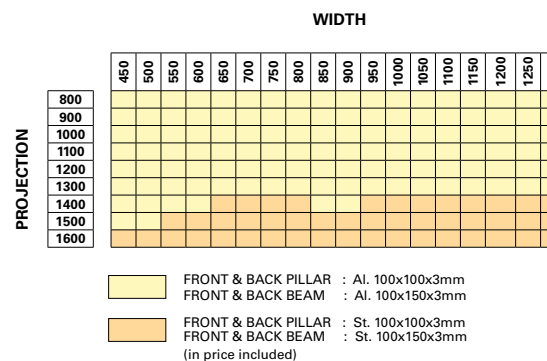 WIDTH
450 500 550 600 650 700 750 800 850 900 950 1000 1050 1100 1150 1200 1250
PROJECTION
800
900
1000
1100
1200
1300
1400
1500
1600
FRONT & BACK PILLAR : Al. 100x100x3mm
FRONT & BACK BEAM : Al. 100x150x3mm
FRONT & BACK PILLAR : St. 100x100x3mm
FRONT & BACK BEAM : St. 100x150x3mm
(in price included)